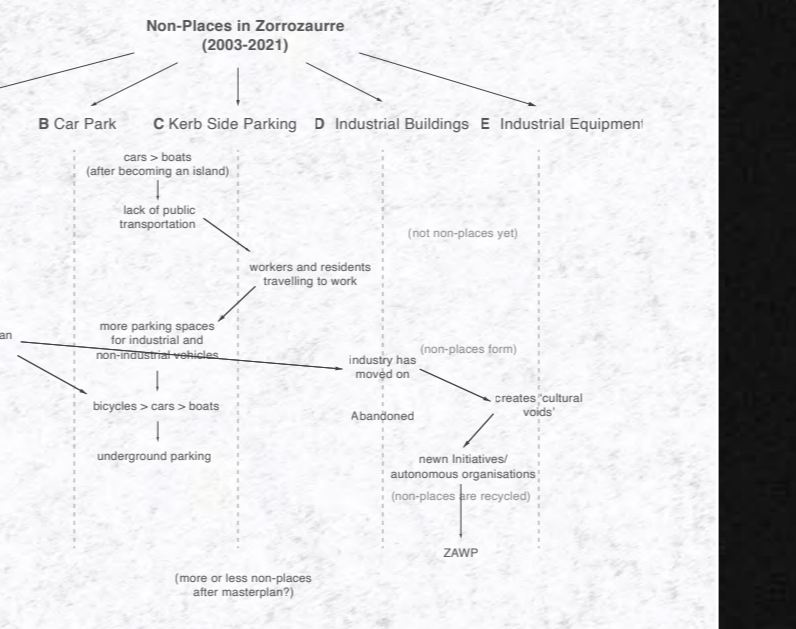 Non-Places in Zorrozaurre
(2003-2021)
B Car Park
C Kerb Side Parking
D Industrial Buildings
E Industrial Equipment
cars > boats
(after becoming an island)
lack of public
transportation
(not non-places yet)
workers and residents
travelling to work
more parking spaces
for industrial and
non-industrial vehicles
an
(non-places form)
industry has
moved on
creates 'cultural
voids'
bicycles > cars > boats
Abandoned
underground parking
newn Initiatives/
autonomous organisations
(non-places are recycled)
ZAWP
(more or less non-places
after masterplan?)